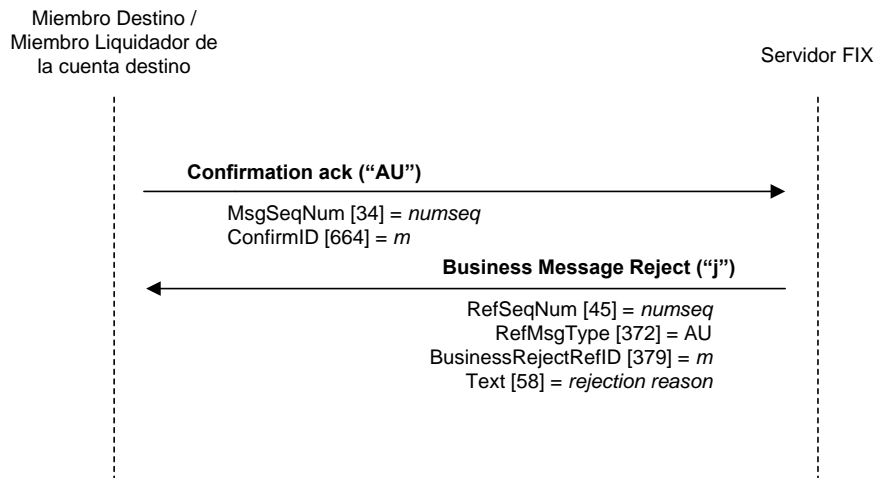 Miembro Destino /
Miembro Liquidador de
la cuenta destino
Servidor FIX
Confirmation ack (“AU”)
MsgSeqNum [34] = numseq
ConfirmID [664] = m
Business Message Reject (“j”)
RefSeqNum [45] = numseq
RefMsgType [372] = AU
BusinessRejectRefID [379] = m
Text [58] = rejection reason